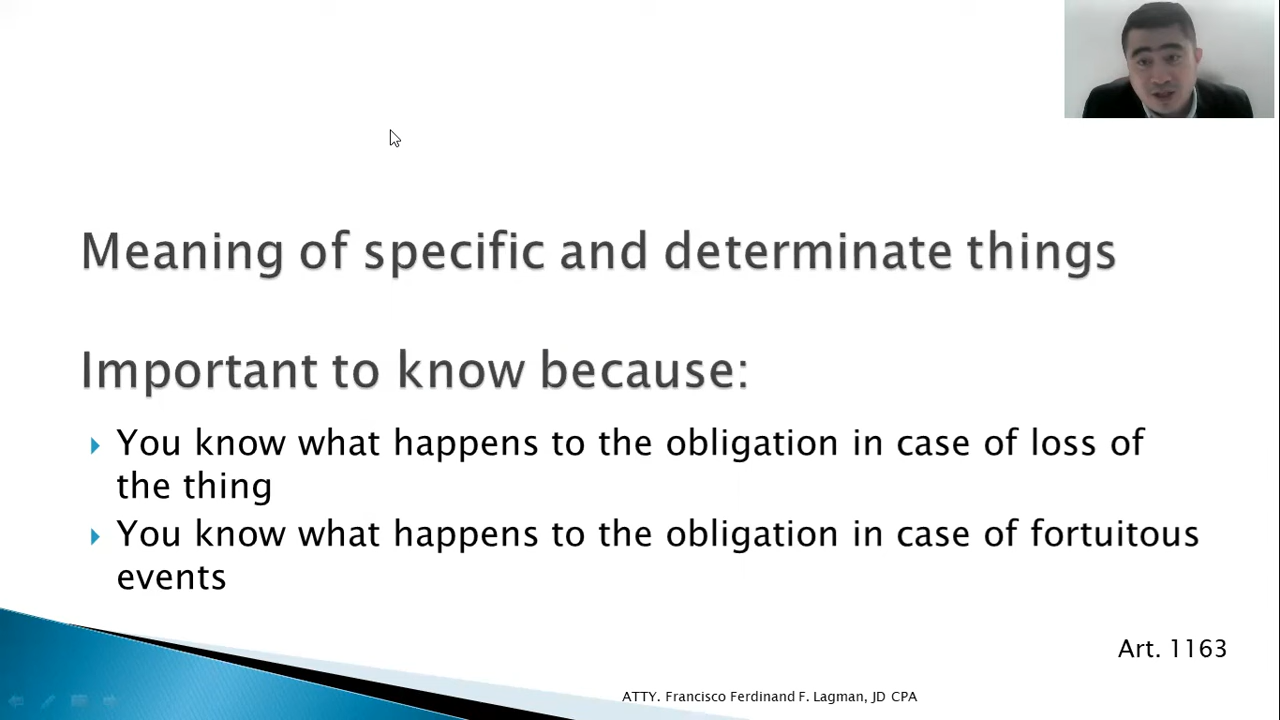 Meaning of specific and determinate things
Important to know because:
You know what happens to the obligation in case of loss of
the thing
You know what happens to the obligation in case of fortuitous
events
Art. 1163
ATTY. Francisco Ferdinand F. Lagman, JD CPA